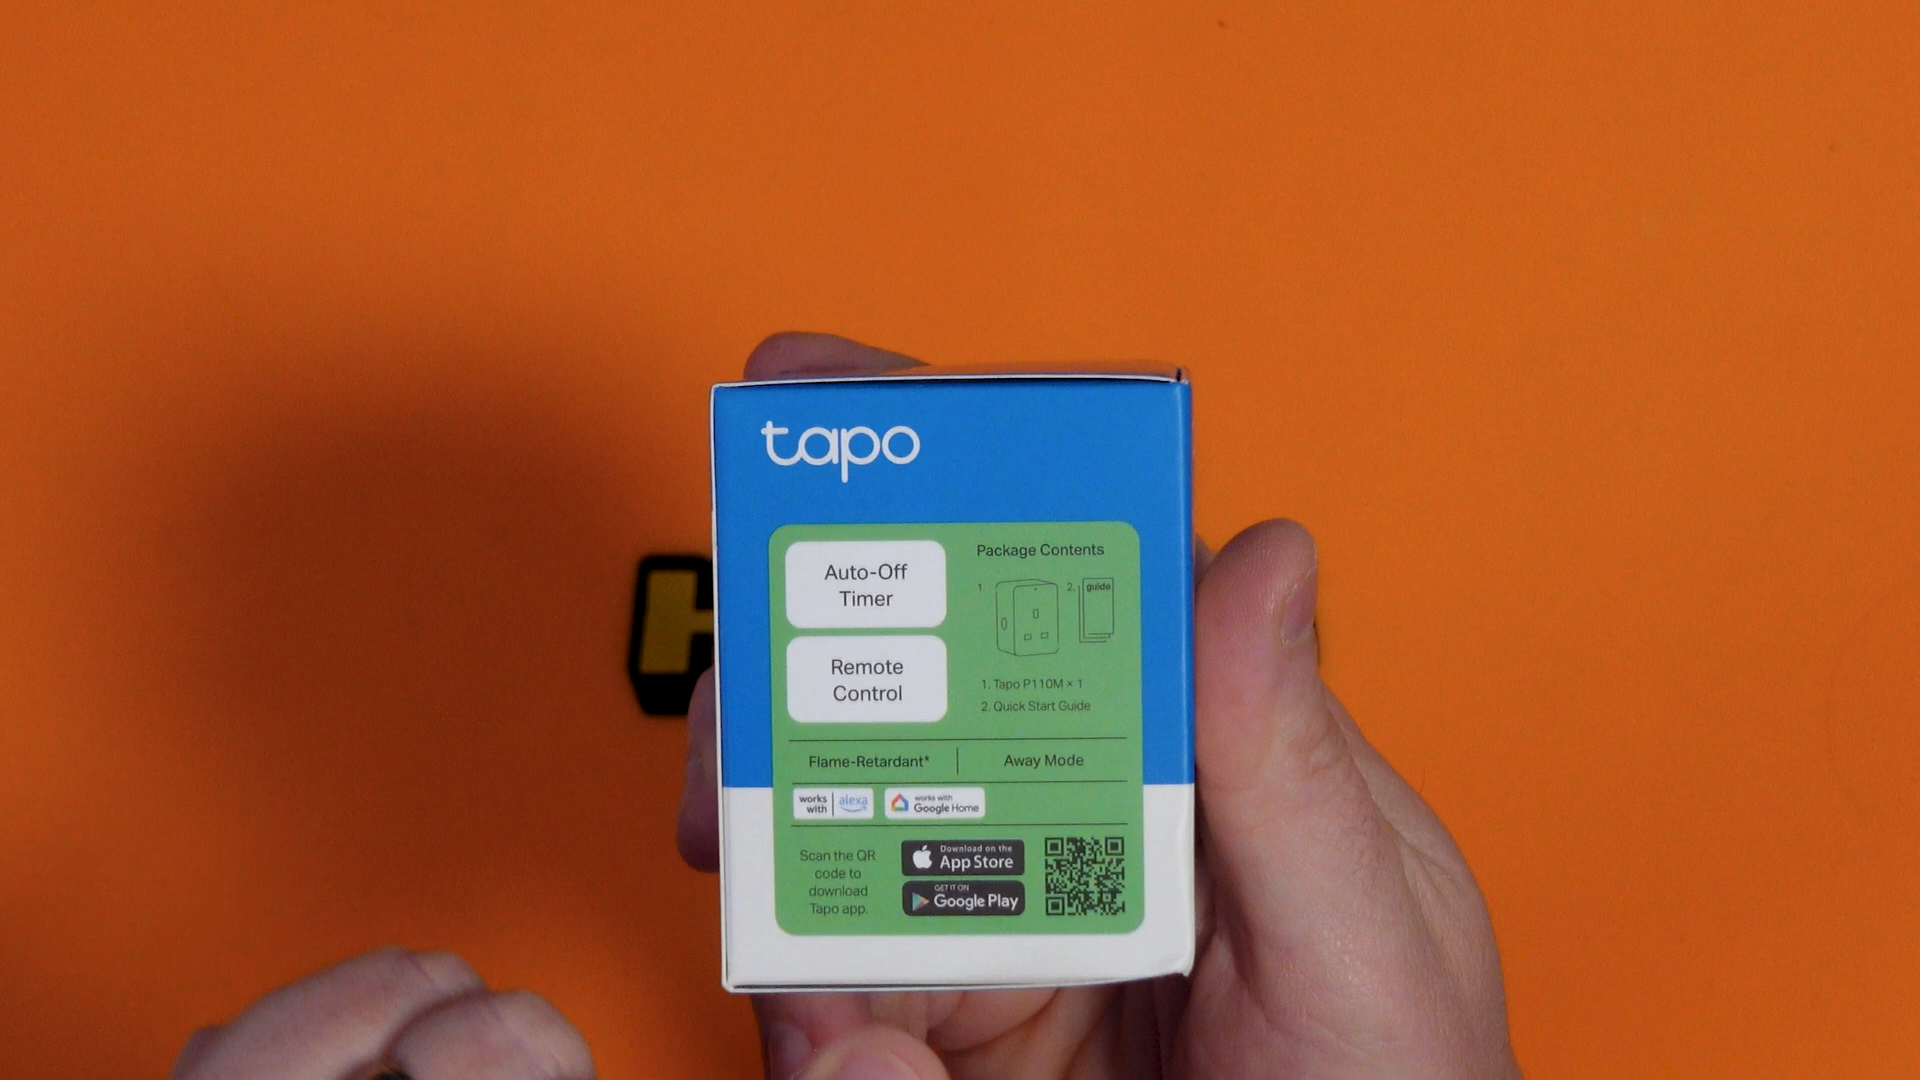 tapo
Auto-Off
Timer
Remote
Control
Package Contents
1.
2.
guide
1. Tapo P110M × 1
2. Quick Start Guide
Flame-Retardant*
Away Mode
works
with
alexa
works with
Google Home
Scan the QR
code to
download
Tapo app.
Download on the
App Store
GET IT ON
Google Play
H